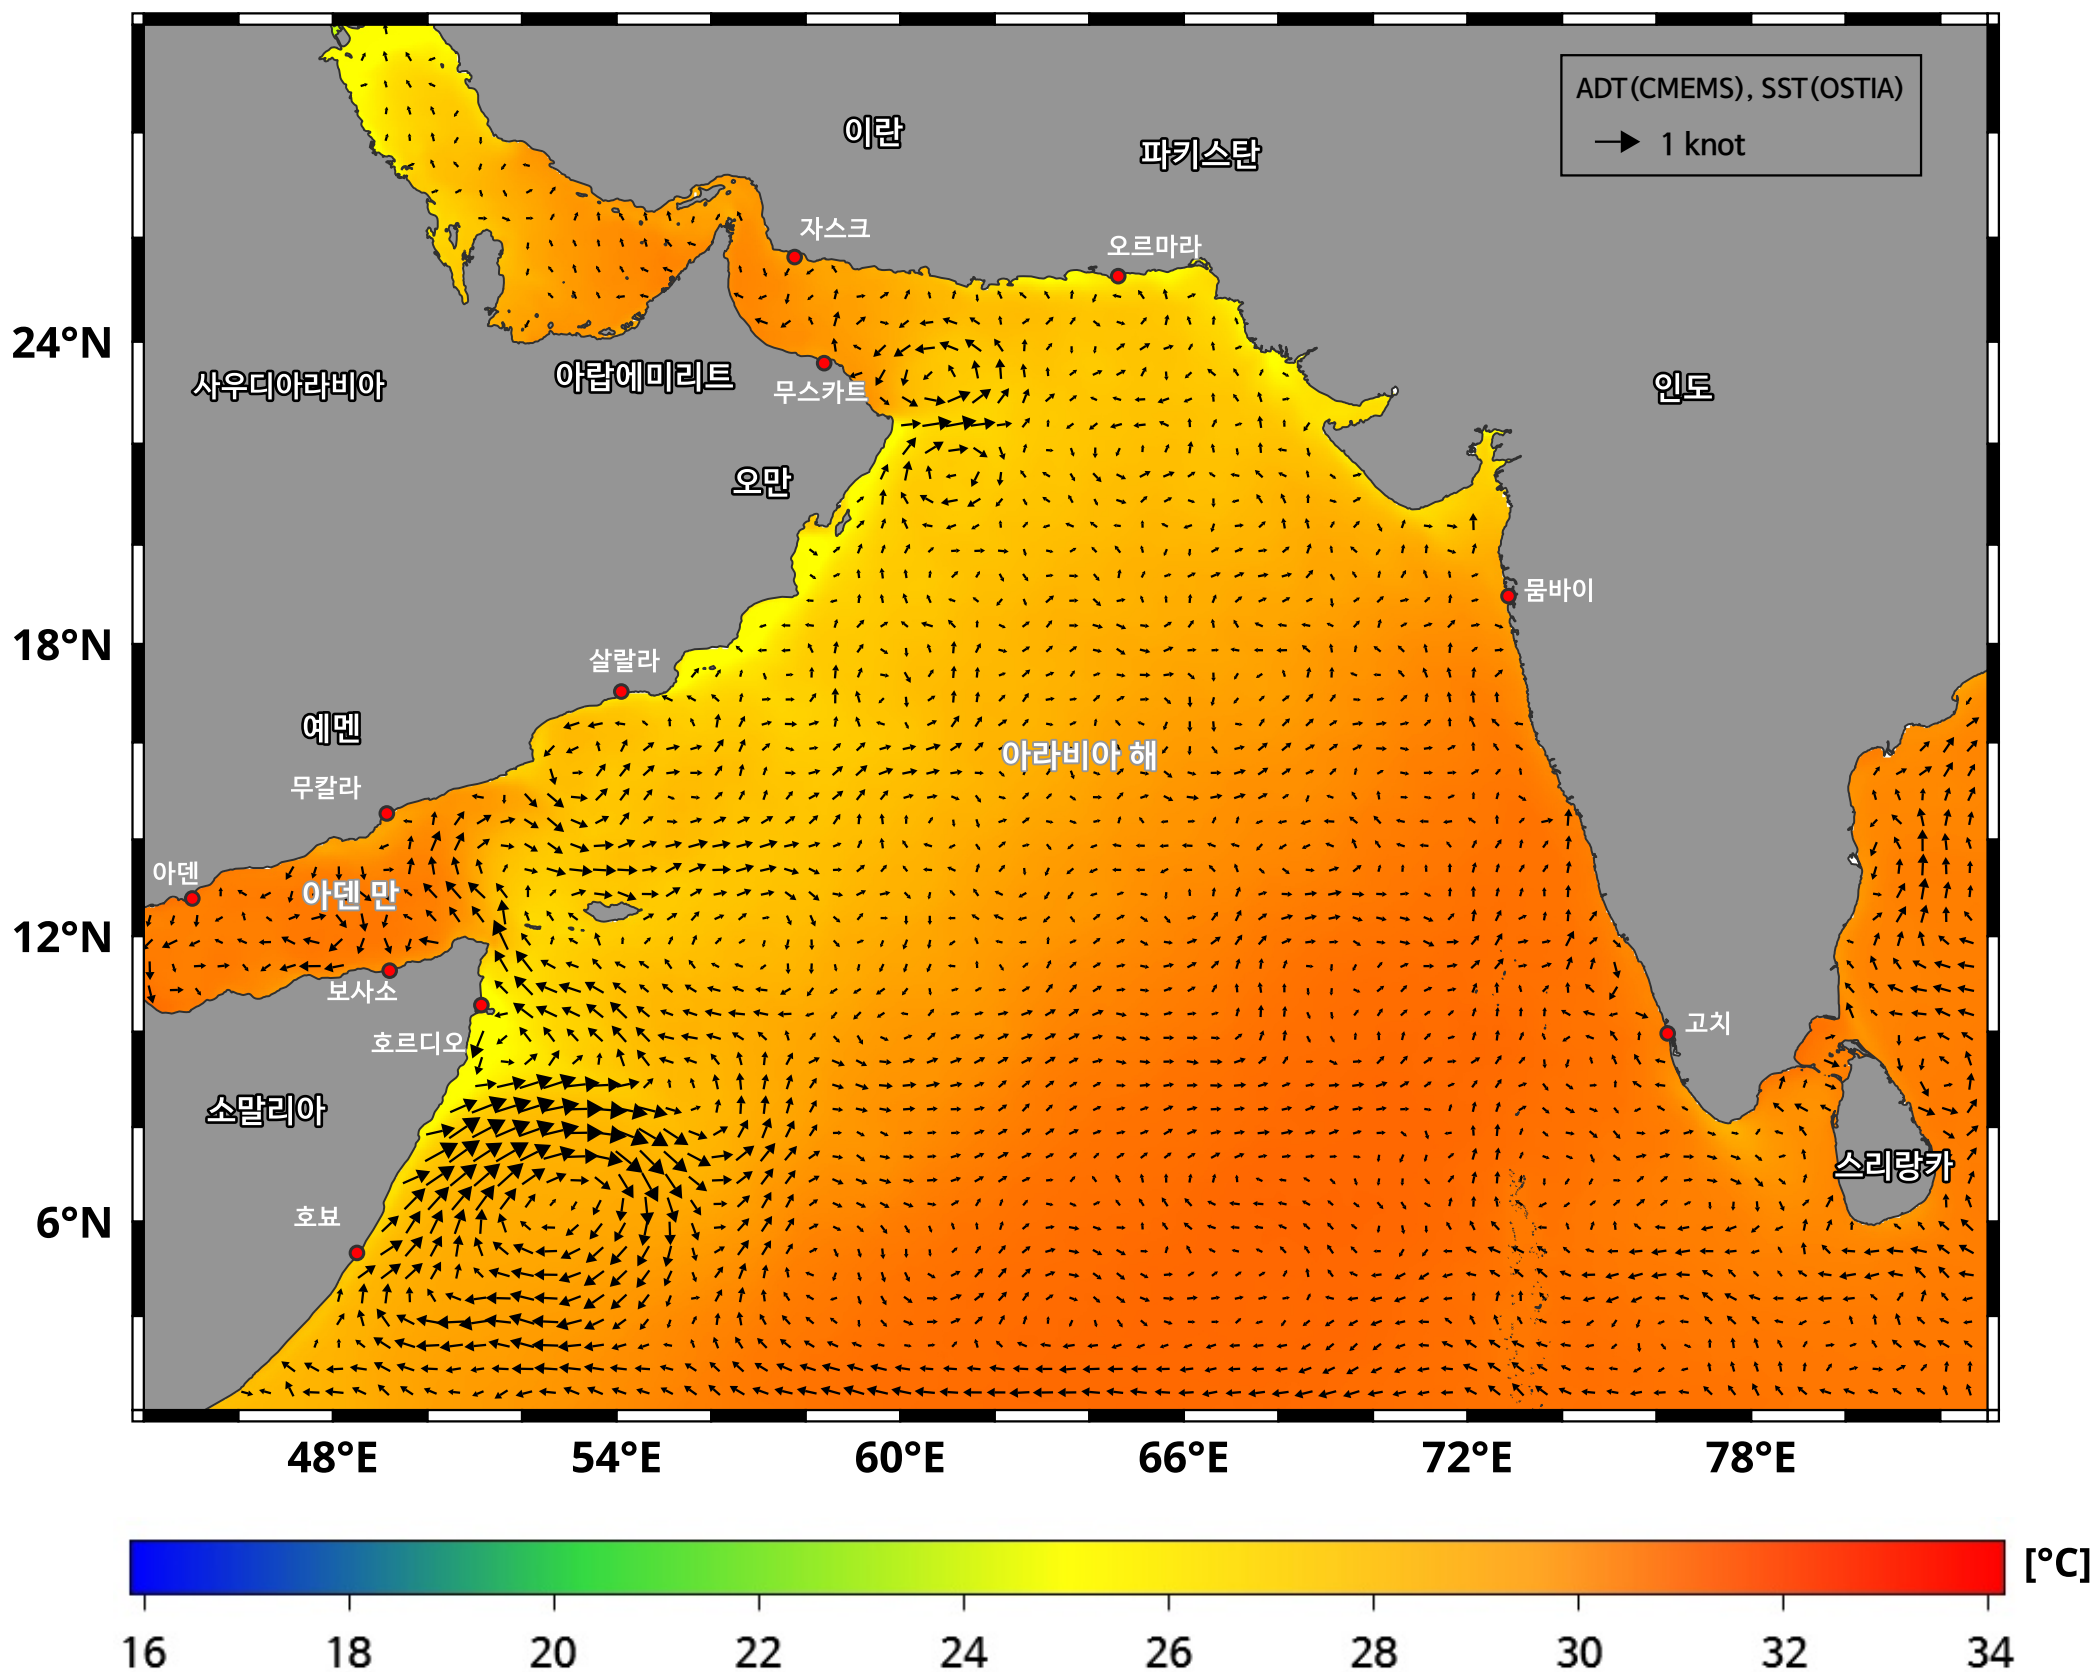 ADT(CMEMS), SST(OSTIA)
1 knot
이란
파키스탄
자스크
오르마라
24°N
사우디아라비아
아랍에미리트
무스카트
인도
오만
뭄바이
18°N
살랄라
예멘
아라비아 해
무칼라
아덴
아덴 만
12°N
보사소
호르디오
고치
소말리아
스리랑카
호뵤
6°N
48°E 54°E 60°E 66°E 72°E 78°E
[°C]
16 18 20 22 24 26 28 30 32 34